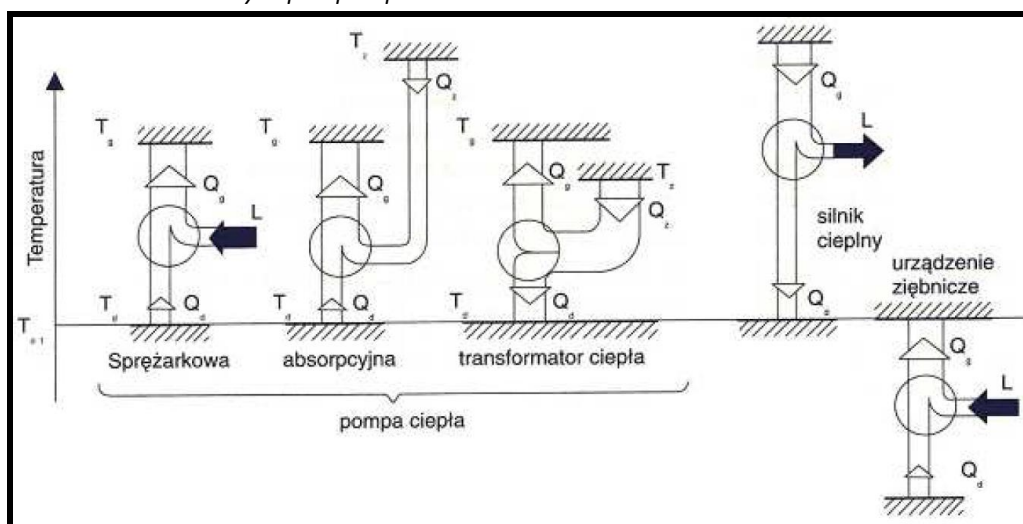 Temperatura
T z
Q z
T g
T g
T g
Q g
Q g
Q g
Q g
T z
Q z
L
L
silnik
cieplny
urządzenie
ziębnicze
T d
Q d
T d
Q d
T d
Q d
Q d
Sprężarkowa
absorpcyjna
transformator ciepła
pompa ciepła
Q g
L
Q d